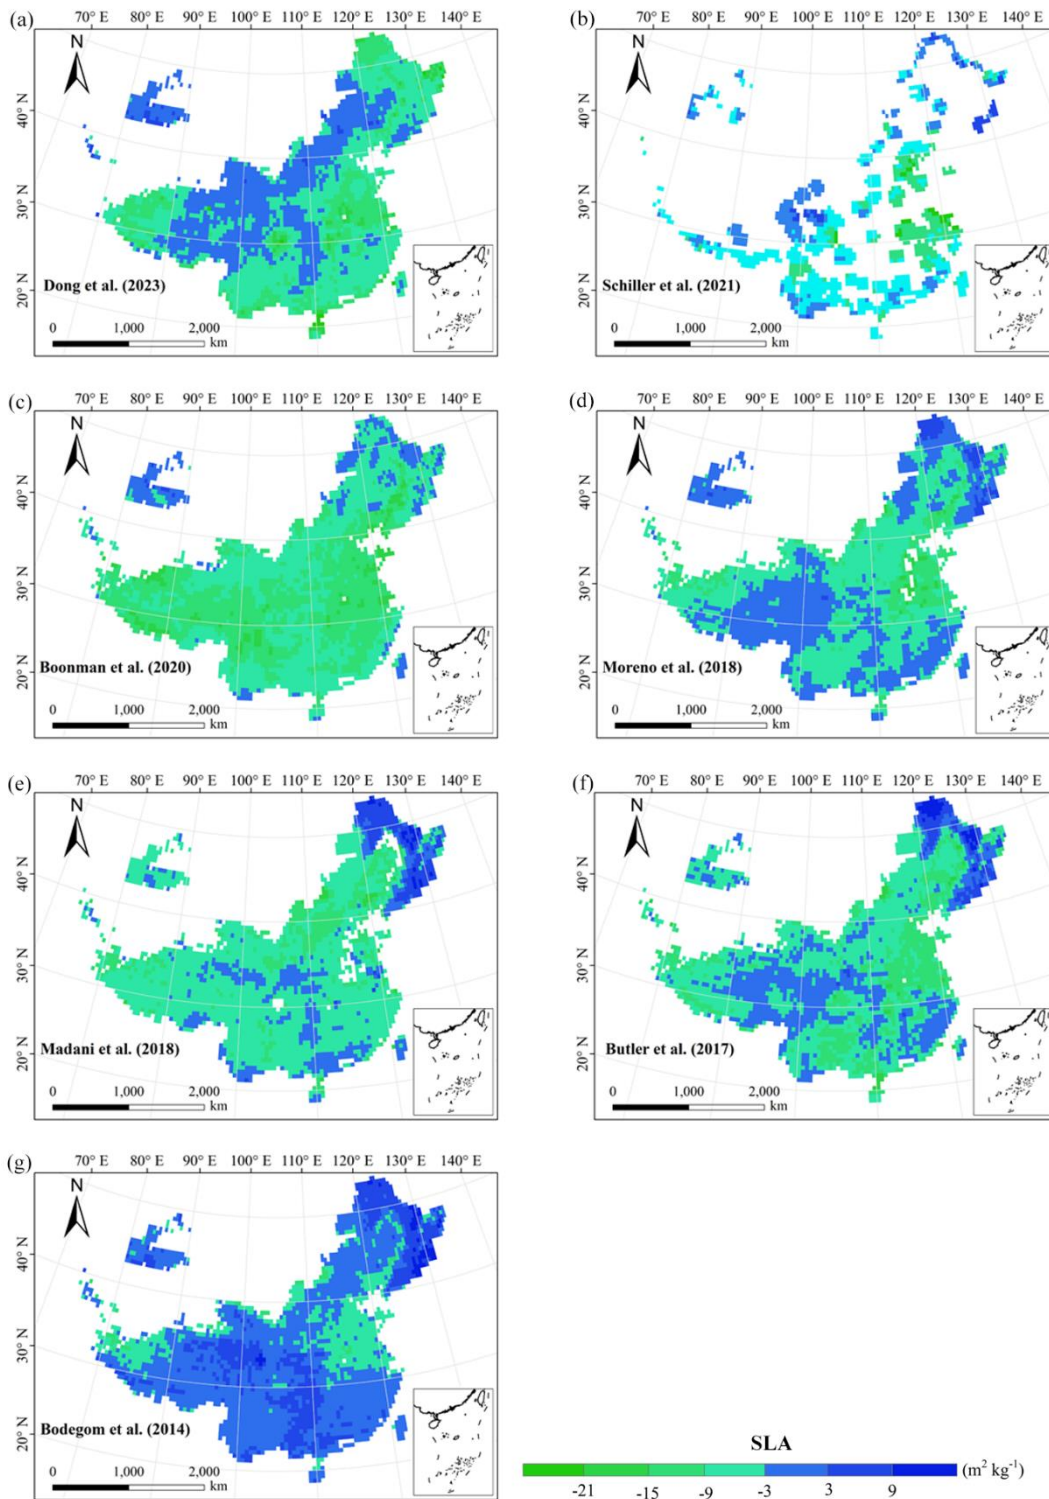 (a) 70° E 80° E 90° E 100° E 110° E 120° E 130° E 140° E
N
40° N
30° N
20° N
Dong et al. (2023)
0 1,000 2,000
km
(b) 70° E 80° E 90° E 100° E 110° E 120° E 130° E 140° E
N
40° N
30° N
20° N
Schiller et al. (2021)
0 1,000 2,000
km
(c) 70° E 80° E 90° E 100° E 110° E 120° E 130° E 140° E
N
40° N
30° N
20° N
Boonman et al. (2020)
0 1,000 2,000
km
(d) 70° E 80° E 90° E 100° E 110° E 120° E 130° E 140° E
N
40° N
30° N
20° N
Moreno et al. (2018)
0 1,000 2,000
km
(e) 70° E 80° E 90° E 100° E 110° E 120° E 130° E 140° E
N
40° N
30° N
20° N
Madani et al. (2018)
0 1,000 2,000
km
(f) 70° E 80° E 90° E 100° E 110° E 120° E 130° E 140° E
N
40° N
30° N
20° N
Butler et al. (2017)
0 1,000 2,000
km
(g) 70° E 80° E 90° E 100° E 110° E 120° E 130° E 140° E
N
40° N
30° N
20° N
Bodegom et al. (2014)
0 1,000 2,000
km
SLA
(m² kg⁻¹)
-21 -15 -9 -3 3 9